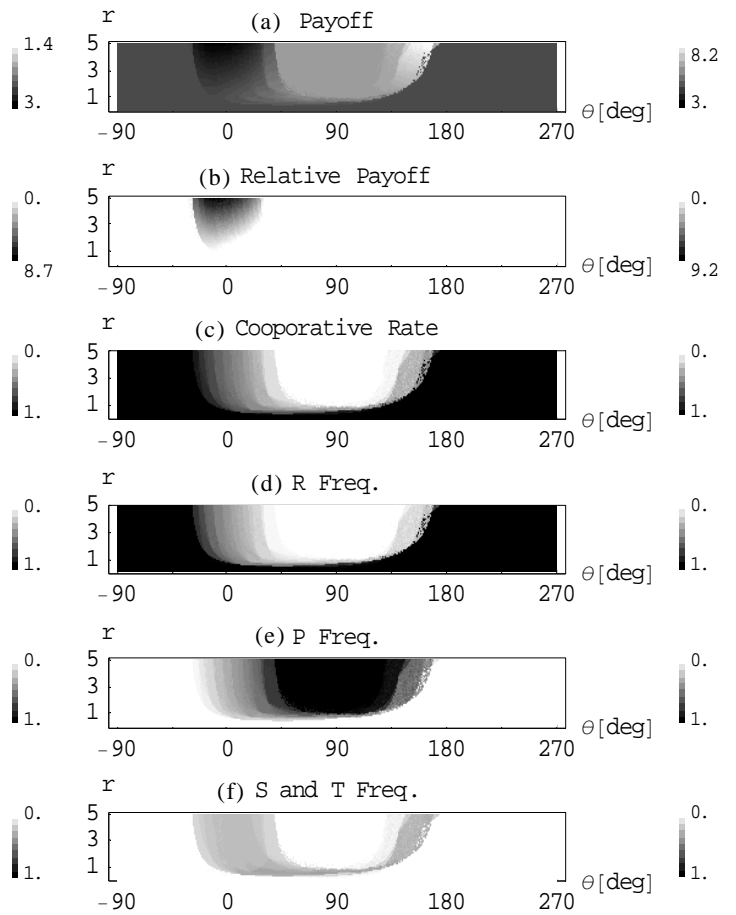 r (a) Payoff
1.4 5 8.2
3
3. 1 3.
θ[deg]
-90 0 90 180 270
r
(b) Relative Payoff
0. 5 0.
3
1
8.7 θ[deg] 9.2
-90 0 90 180 270
r
(c) Cooporative Rate
0. 5 0.
3
1. 1 1.
θ[deg]
-90 0 90 180 270
r
(d) R Freq.
0. 5 0.
3
1. 1 1.
θ[deg]
-90 0 90 180 270
r
(e) P Freq.
0. 5 0.
3
1. 1 1.
θ[deg]
-90 0 90 180 270
r (f) S and T Freq.
0. 5 0.
3
1. 1 1.
θ[deg]
-90 0 90 180 270